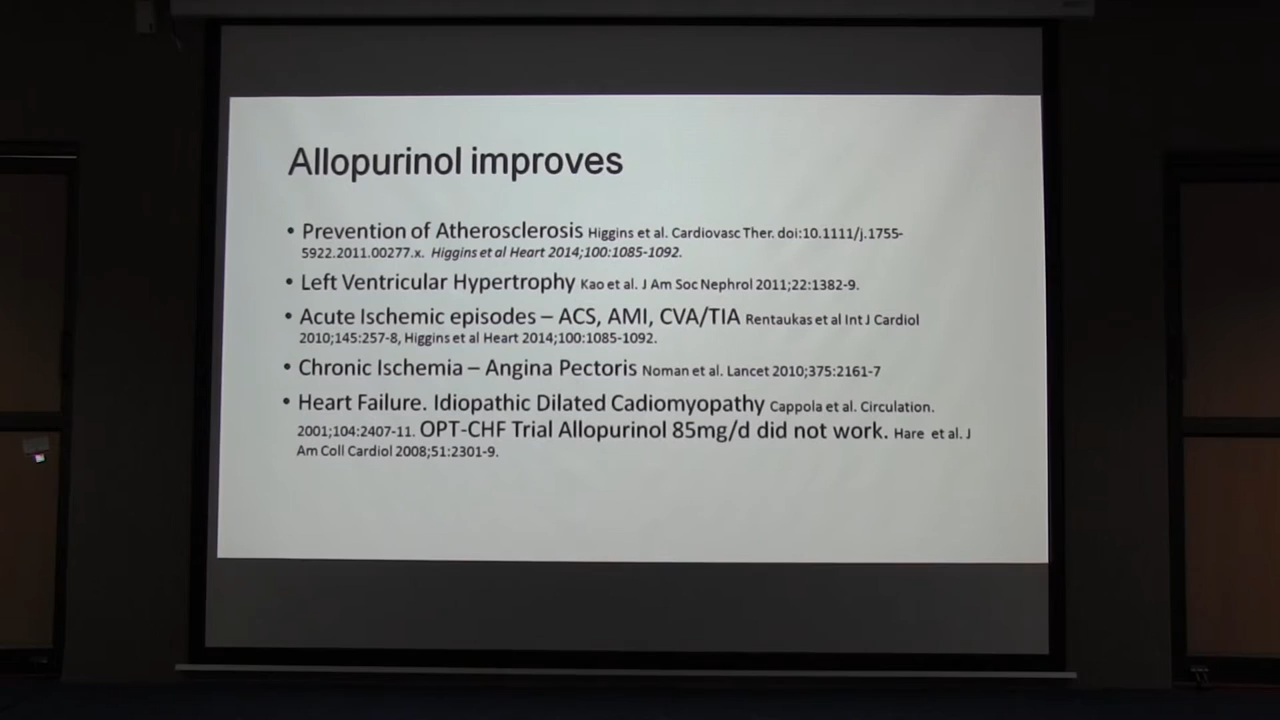 Allopurinol improves
• Prevention of Atherosclerosis Higgins et al. Cardiovasc Ther. doi:10.1111/j.1755-
5922.2011.00277.x. Higgins et al Heart 2014;100:1085-1092.
• Left Ventricular Hypertrophy Kao et al. J Am Soc Nephrol 2011;22:1382-9.
• Acute Ischemic episodes – ACS, AMI, CVA/TIA Rentaukas et al Int J Cardiol
2010;145:257-8, Higgins et al Heart 2014;100:1085-1092.
• Chronic Ischemia – Angina Pectoris Noman et al. Lancet 2010;375:2161-7
• Heart Failure. Idiopathic Dilated Cadiomyopathy Cappola et al. Circulation.
2001;104:2407-11. OPT-CHF Trial Allopurinol 85mg/d did not work. Hare et al. J
Am Coll Cardiol 2008;51:2301-9.